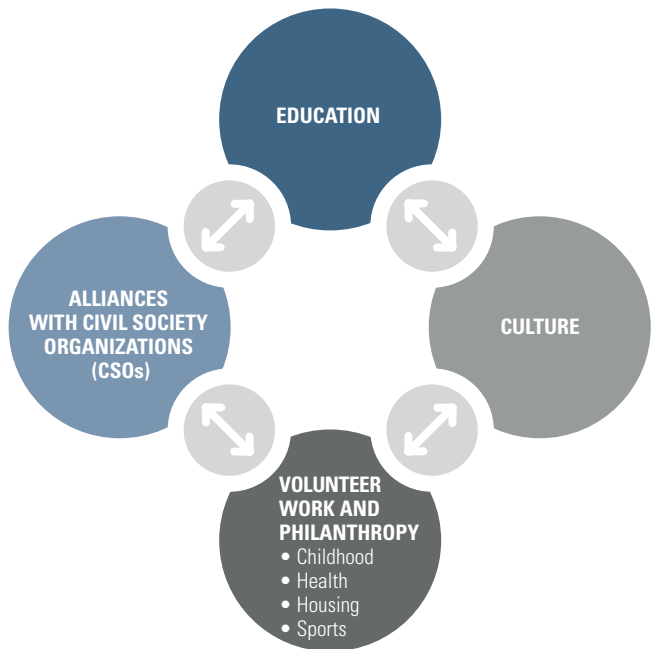 EDUCATION
ALLIANCES
WITH CIVIL SOCIETY
ORGANIZATIONS
(CSOs)
CULTURE
VOLUNTEER
WORK AND
PHILANTHROPY
• Childhood
• Health
• Housing
• Sports